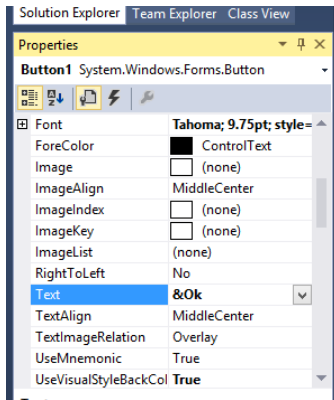 Solution Explorer Team Explorer Class View
Properties
Button1 System.Windows.Forms.Button
Font Tahoma; 9.75pt; style=
ForeColor ControlText
Image (none)
ImageAlign MiddleCenter
ImageIndex (none)
ImageKey (none)
ImageList (none)
RightToLeft No
Text &Ok
TextAlign MiddleCenter
TextImageRelation Overlay
UseMnemonic True
UseVisualStyleBackCol True